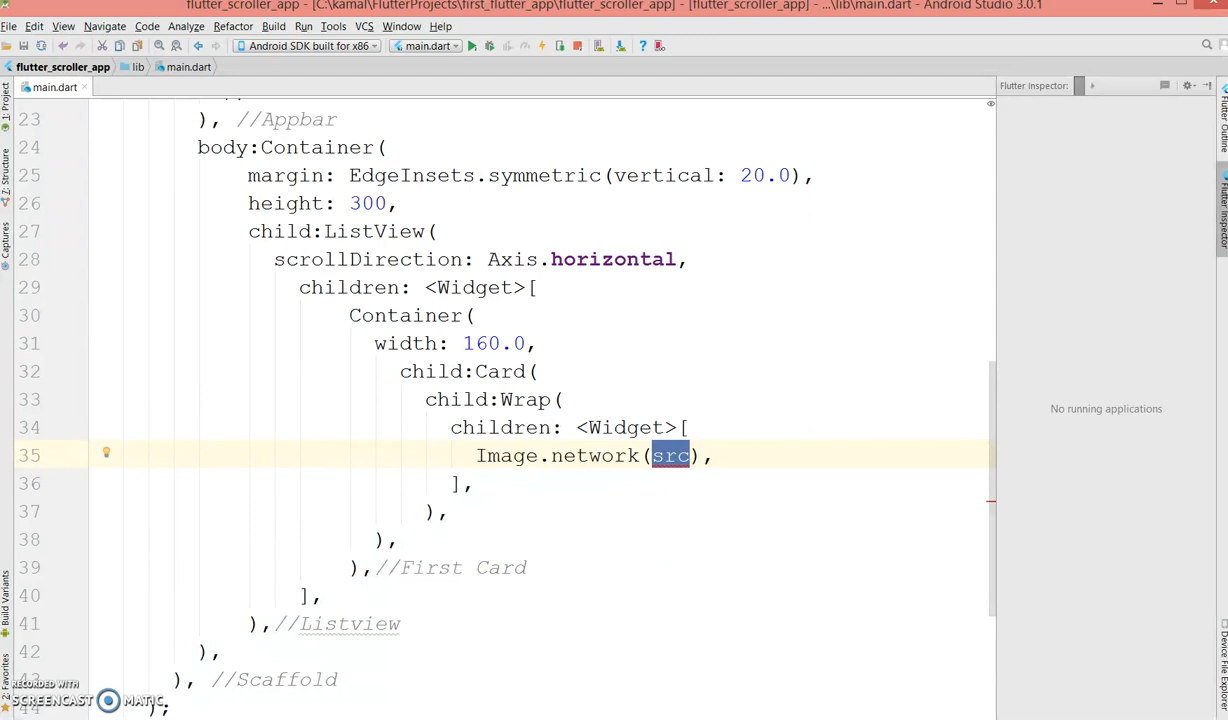 flutter_scroller_app - [C:\kamal\FlutterProjects\first_flutter_app\flutter_scroller_app] - [flutter_scroller_app] - ...\lib\main.dart - Android Studio 3.0.1
File Edit View Navigate Code Analyze Refactor Build Run Tools VCS Window Help
Android SDK built for x86 main.dart
flutter_scroller_app lib main.dart
main.dart
Flutter Inspector:
23 ), //Appbar
24 body:Container(
25 margin: EdgeInsets.symmetric(vertical: 20.0),
26 height: 300,
27 child:ListView(
28 scrollDirection: Axis.horizontal,
29 children: <Widget>[
30 Container(
31 width: 160.0,
32 child:Card(
33 child:Wrap(
34 children: <Widget>[
35 Image.network(src),
36 ],
37 ),
38 ),
39 ),//First Card
40 ],
41 ),//Listview
42 ),
43 ), //Scaffold
44 );
1: Project
7: Structure
Captures
Build Variants
2: Favorites
No running applications
Flutter Outline
Flutter Inspector
Device File Explorer
RECORDED WITH
SCREENCAST MATIC